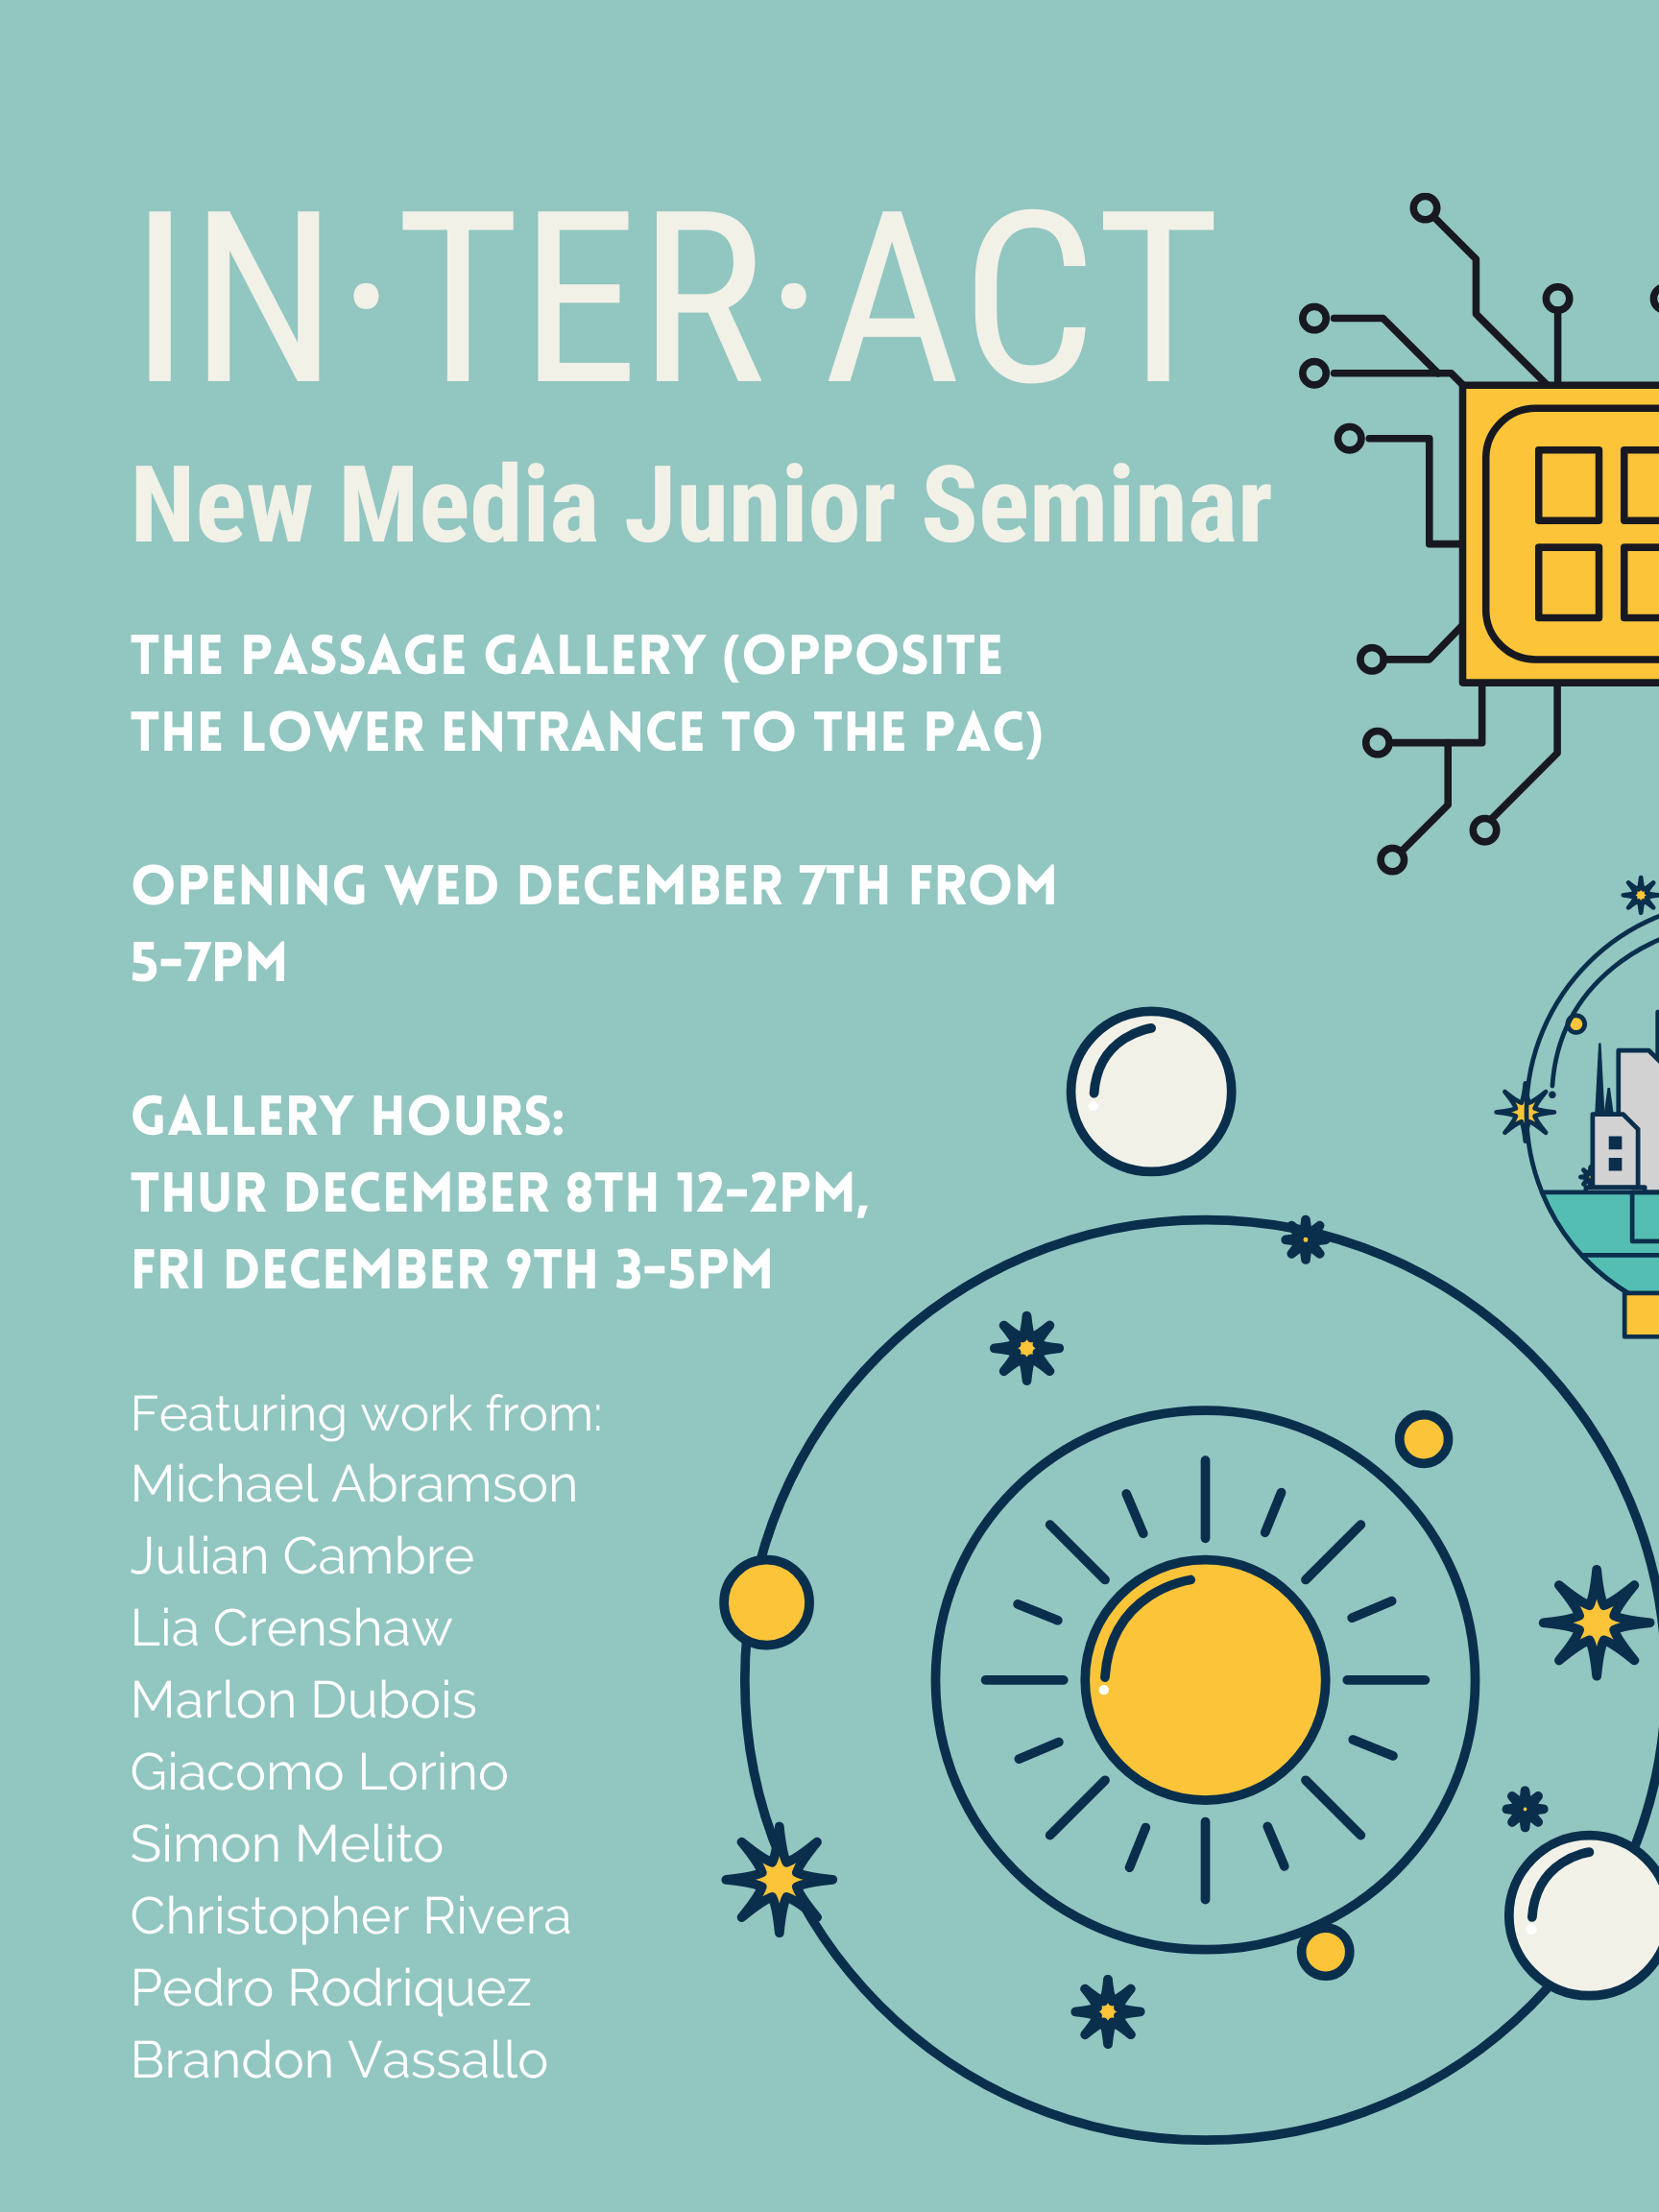 IN·TER·ACT
New Media Junior Seminar
THE PASSAGE GALLERY (OPPOSITE
THE LOWER ENTRANCE TO THE PAC)
OPENING WED DECEMBER 7TH FROM
5-7PM
GALLERY HOURS:
THUR DECEMBER 8TH 12-2PM,
FRI DECEMBER 9TH 3-5PM
Featuring work from:
Michael Abramson
Julian Cambre
Lia Crenshaw
Marlon Dubois
Giacomo Lorino
Simon Melito
Christopher Rivera
Pedro Rodriquez
Brandon Vassallo